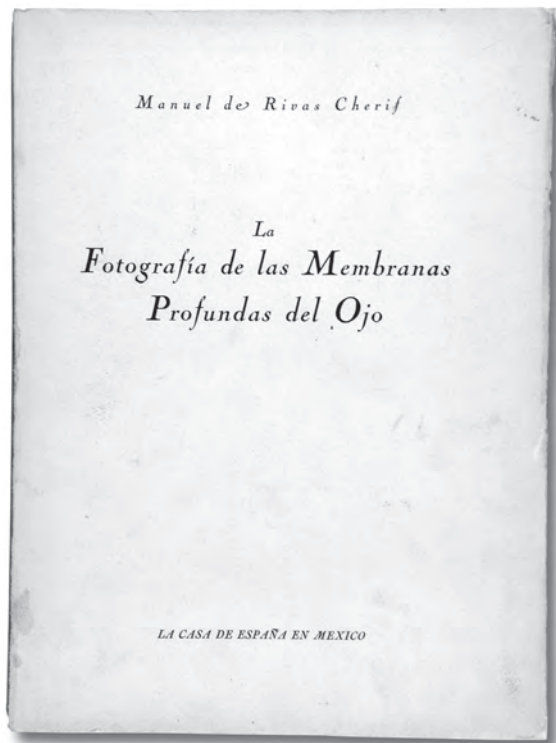 Manuel de Rivas Cherif
La
Fotografía de las Membranas
Profundas del Ojo
LA CASA DE ESPAÑA EN MEXICO